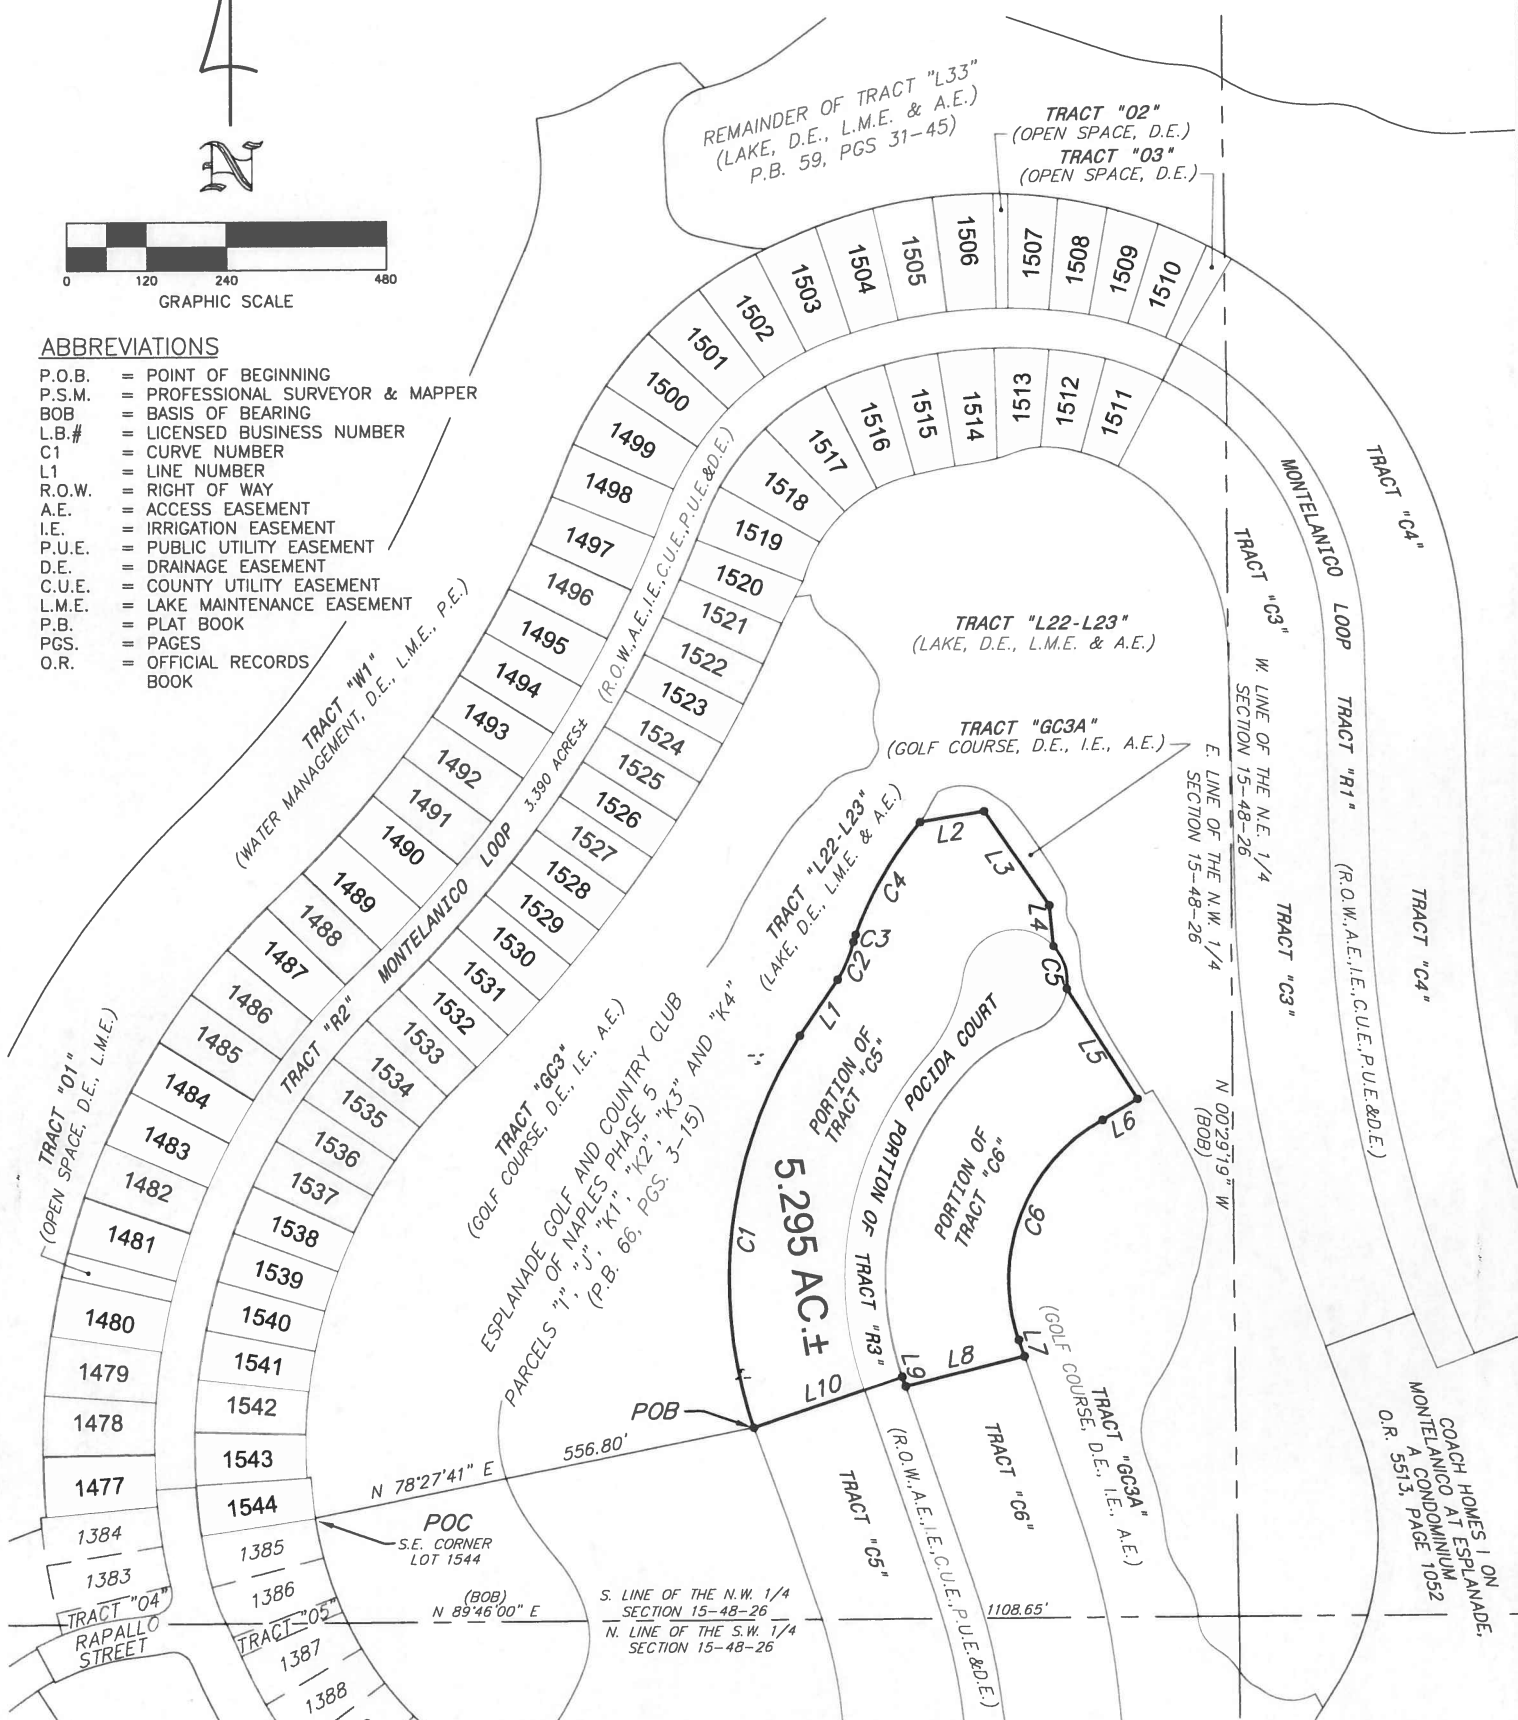 N
0 120 240 480
GRAPHIC SCALE
ABBREVIATIONS
P.O.B. = POINT OF BEGINNING
P.S.M. = PROFESSIONAL SURVEYOR & MAPPER
BOB = BASIS OF BEARING
L.B.# = LICENSED BUSINESS NUMBER
C1 = CURVE NUMBER
L1 = LINE NUMBER
R.O.W. = RIGHT OF WAY
A.E. = ACCESS EASEMENT
I.E. = IRRIGATION EASEMENT
P.U.E. = PUBLIC UTILITY EASEMENT
D.E. = DRAINAGE EASEMENT
C.U.E. = COUNTY UTILITY EASEMENT
L.M.E. = LAKE MAINTENANCE EASEMENT
P.B. = PLAT BOOK
PGS. = PAGES
O.R. = OFFICIAL RECORDS
BOOK
REMAINDER OF TRACT "L33"
(LAKE, D.E., L.M.E. & A.E.)
P.B. 59, PGS 31-45)
TRACT "O2"
(OPEN SPACE, D.E.)
TRACT "O3"
(OPEN SPACE, D.E.)
1510
1509
1508
1507
1506
1505
1504
1503
1502
1501
1500
1499
1498
1497
1496
1495
1494
1493
1492
1491
1490
1489
1488
1487
1486
1485
1484
1483
1482
1481
1480
1479
1478
1477
1384
1383
TRACT "O4"
RAPALLO
STREET
1511
1512
1513
1514
1515
1516
1517
1518
1519
1520
1521
1522
1523
1524
1525
1526
1527
1528
1529
1530
1531
1532
1533
1534
1535
1536
1537
1538
1539
1540
1541
1542
1543
1544
1385
1386
TRACT "O5"
1387
1388
TRACT "W1"
(WATER MANAGEMENT, D.E., L.M.E., P.E.)
TRACT "O1"
(OPEN SPACE, D.E., L.M.E.)
TRACT "R2" MONTELANICO LOOP 3.390 ACRES±
(R.O.W.,A.E.,I.E.,C.U.E.,P.U.E.&D.E.)
TRACT "L22-L23"
(LAKE, D.E., L.M.E. & A.E.)
TRACT "GC3A"
(GOLF COURSE, D.E., I.E., A.E.)
TRACT "L22-L23"
(LAKE, D.E., L.M.E. & A.E.)
TRACT "GC3"
(GOLF COURSE, D.E., I.E., A.E.)
ESPLANADE GOLF AND COUNTRY CLUB
OF NAPLES PHASE 5
PARCELS "I", "J", "K1", "K2", "K3" AND "K4"
(P.B. 66, PGS. 3-15)
L2
L3
L4
C5
L5
L6
C6
L7
L8
L9
L10
C1
L1
C2
C3
C4
PORTION OF
TRACT "C5"
5.295 AC.±
PORTION OF TRACT "R3"
POCIDA COURT
PORTION OF
TRACT "C6"
POB
556.80'
N 78°27'41" E
POC
S.E. CORNER
LOT 1544
(BOB)
N 89°46'00" E
S. LINE OF THE N.W. 1/4
SECTION 15-48-26
N. LINE OF THE S.W. 1/4
SECTION 15-48-26
1108.65'
TRACT "C5"
(R.O.W.,A.E.,I.E.,C.U.E.,P.U.E.&D.E.)
TRACT "C6"
TRACT "GC3A"
(GOLF COURSE, D.E., I.E., A.E.)
TRACT "C3"
W. LINE OF THE N.E. 1/4
SECTION 15-48-26
E. LINE OF THE N.W. 1/4
SECTION 15-48-26
N 00°29'19" W
(BOB)
TRACT "C3"
MONTELANICO LOOP TRACT "R1"
(R.O.W.,A.E.,I.E.,C.U.E.,P.U.E.&D.E.)
TRACT "C4"
TRACT "C4"
COACH HOMES I ON
MONTELANICO AT ESPLANADE,
A CONDOMINIUM
O.R. 5513, PAGE 1052